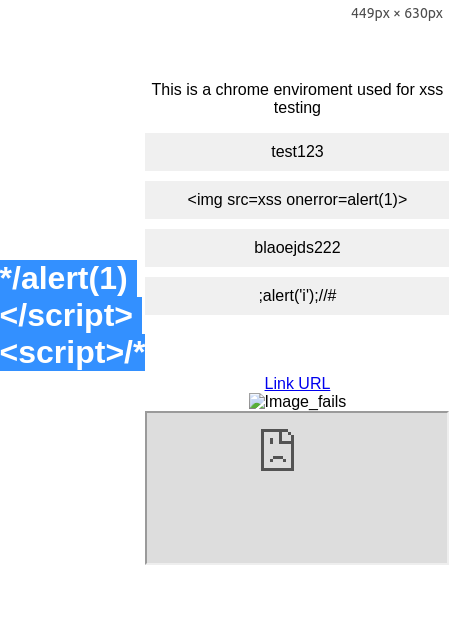 449px × 630px
This is a chrome enviroment used for xss
testing
test123
<img src=xss onerror=alert(1)>
blaoejds222
;alert('i');//#
*/alert(1)
</script>
<script>/*
Link URL
Image_fails